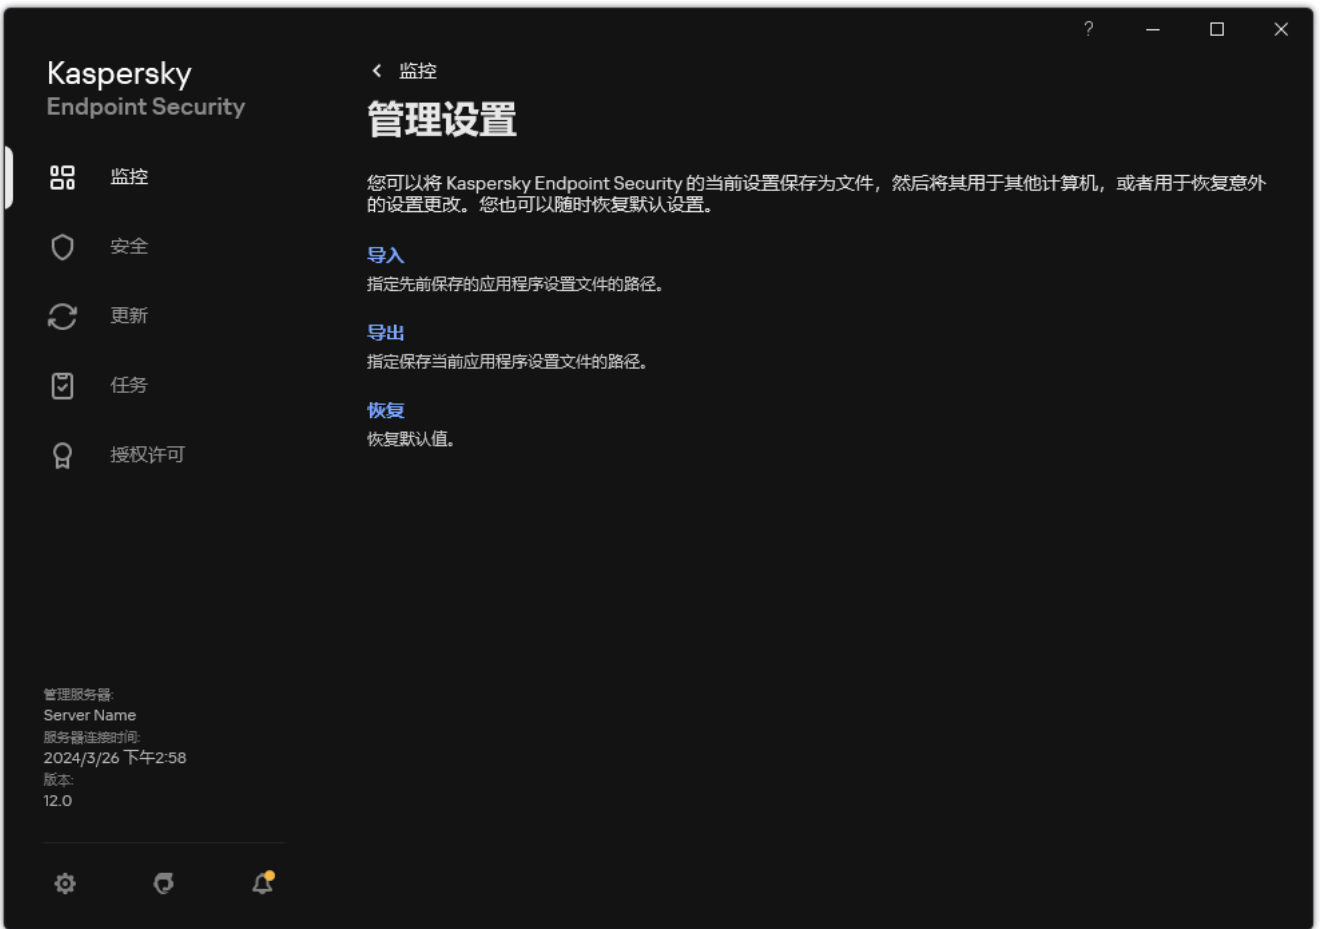 ?
Kaspersky
Endpoint Security
监控
安全
更新
任务
授权许可
管理服务器:
Server Name
服务器连接时间:
2024/3/26 下午2:58
版本:
12.0
监控
管理设置
您可以将 Kaspersky Endpoint Security 的当前设置保存为文件，然后将其用于其他计算机，或者用于恢复意外
的设置更改。您也可以随时恢复默认设置。
导入
指定先前保存的应用程序设置文件的路径。
导出
指定保存当前应用程序设置文件的路径。
恢复
恢复默认值。